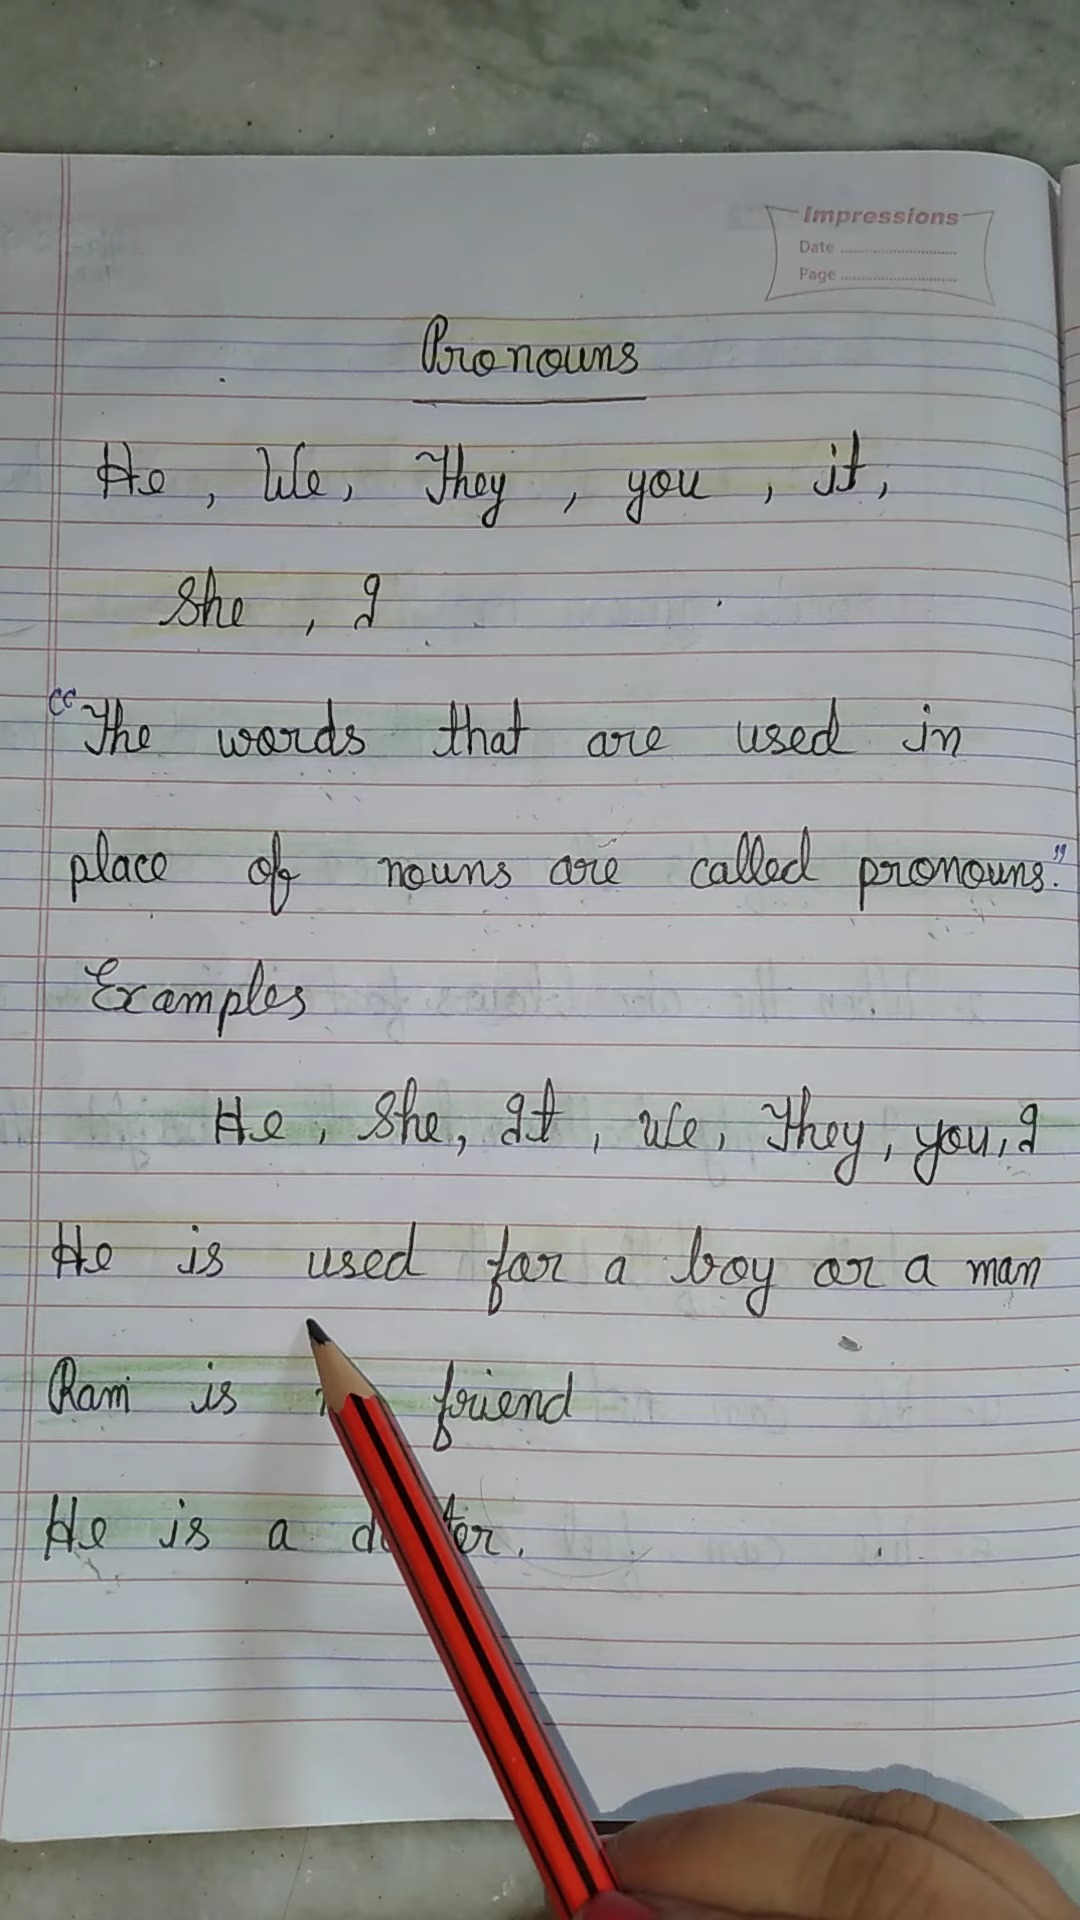 Impressions
Date
Page
Pronouns
He, We, They, you, it,
She, I
"The words that are used in
place of nouns are called pronouns."
Examples
He, She, It, We, They, you, I
He is used for a boy or a man
Ram is friend
He is a